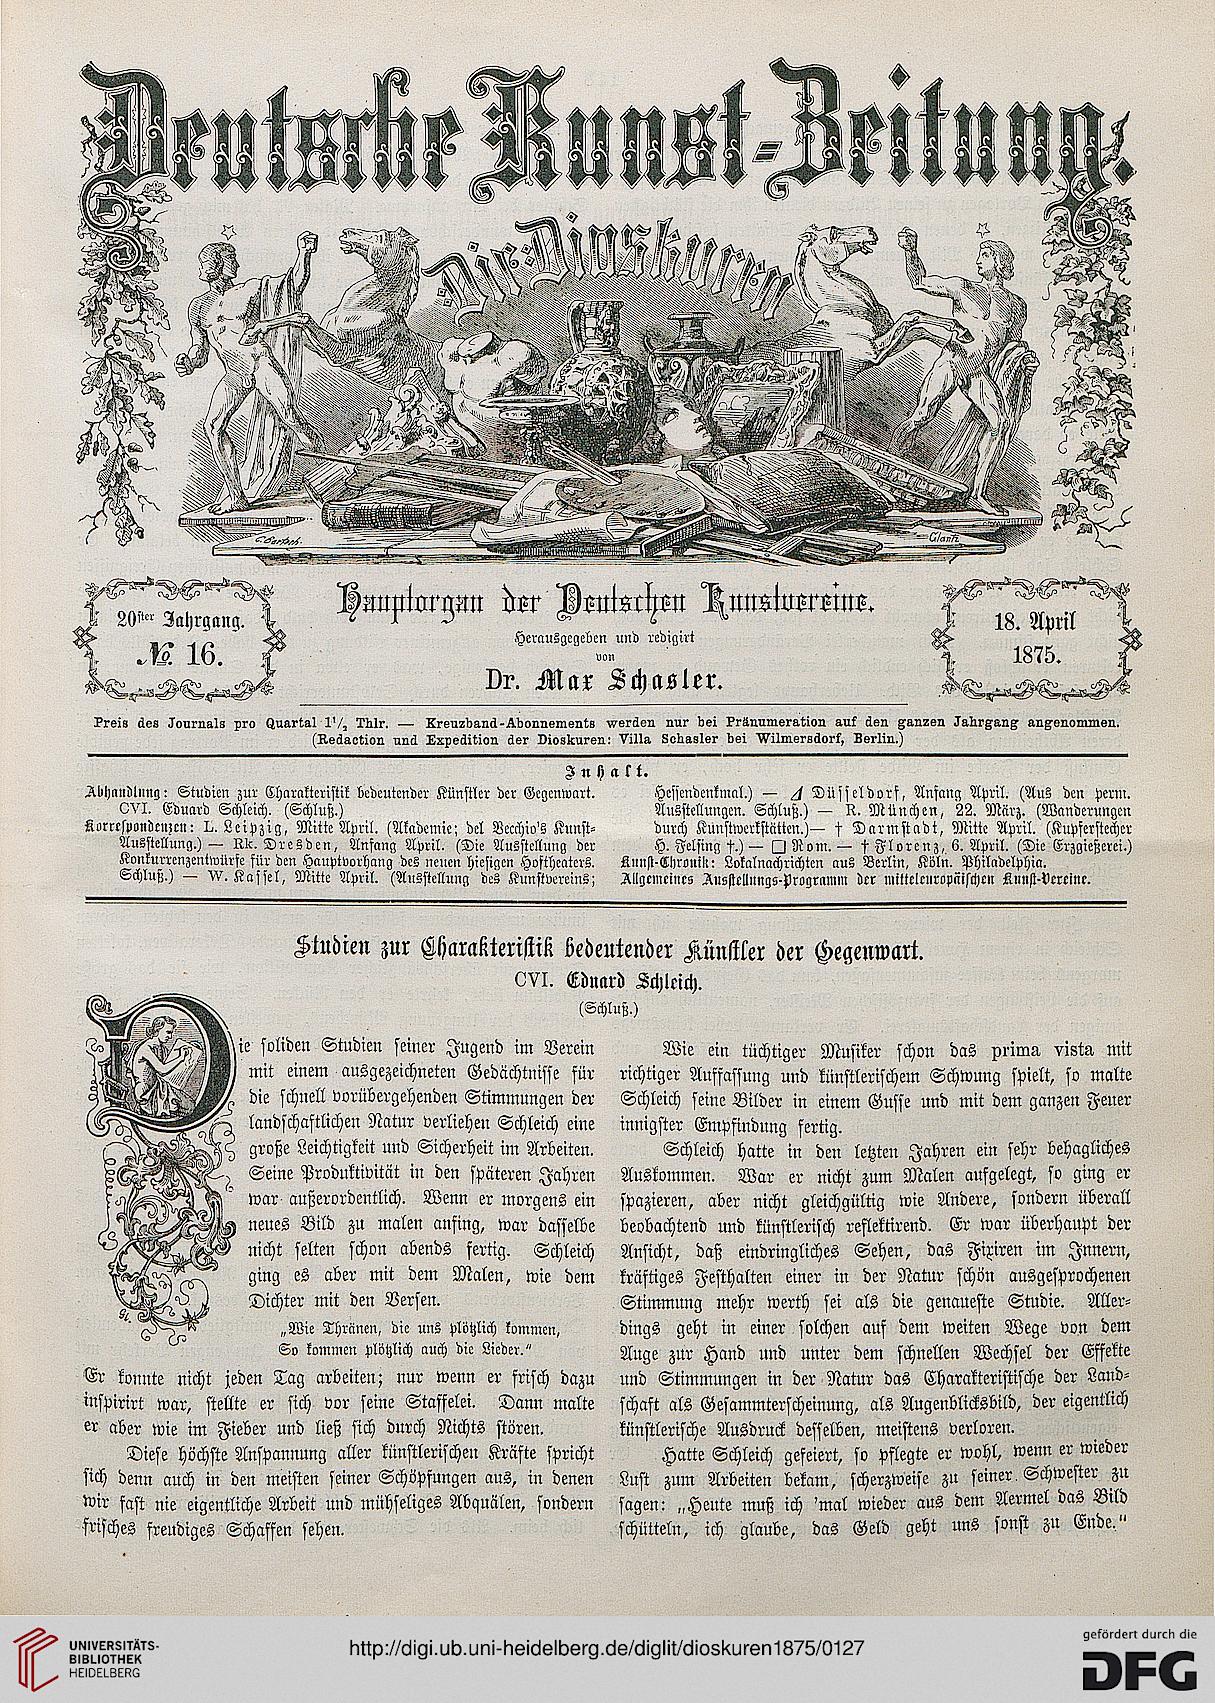 Deutsche Kunst-Zeitung.
Die Dioskuren
C. Bartsch.
Glantz
Hauptorgan der Deutschen Kunstvereine.
20ster Jahrgang.
№. 16.
Herausgegeben und redigirt
von
Dr. Max Schasler.
18. April
1875.
Preis des Journals pro Quartal 1½ Thlr. — Kreuzband-Abonnements werden nur bei Pränumeration auf den ganzen Jahrgang angenommen.
(Redaction und Expedition der Dioskuren: Villa Schasler bei Wilmersdorf, Berlin.)
Inhalt.
Abhandlung: Studien zur Charakteristik bedeutender Künstler der Gegenwart.
CVI. Eduard Schleich. (Schluß.)
Korrespondenzen: L. Leipzig, Mitte April. (Akademie; del Vecchio's Kunst-
Ausstellung.) — Rk. Dresden, Anfang April. (Die Ausstellung der
Konkurrenzentwürfe für den Hauptvorhang des neuen hiesigen Hoftheaters.
Schluß.) — W. Kassel, Mitte April. (Ausstellung des Kunstvereins;
Hessendenkmal.) — ⊿ Düsseldorf, Anfang April. (Aus den perm.
Ausstellungen. Schluß.) — R. München, 22. März. (Wanderungen
durch Künstwerkstätten.)— † Darmstadt, Mitte April. (Kupferstecher
H. Felsing †.) — □ Rom. — † Florenz, 6. April. (Die Erzgießerei.)
Kunst-Chronik: Lokalnachrichten aus Berlin, Köln. Philadelphia.
Allgemeines Ausstellungs-Programm der mitteleuropäischen Kunst-Vereine.
Studien zur Charakteristik bedeutender Künstler der Gegenwart.
CVI. Eduard Schleich.
(Schluß.)
Die soliden Studien seiner Jugend im Verein
mit einem ausgezeichneten Gedächtnisse für
die schnell vorübergehenden Stimmungen der
landschaftlichen Natur verliehen Schleich eine
große Leichtigkeit und Sicherheit im Arbeiten.
Seine Produktivität in den späteren Jahren
war außerordentlich. Wenn er morgens ein
neues Bild zu malen anfing, war dasselbe
nicht selten schon abends fertig. Schleich
ging es aber mit dem Malen, wie dem
Dichter mit den Versen.
„Wie Thränen, die uns plötzlich kommen,
So kommen plötzlich auch die Lieder."
Er konnte nicht jeden Tag arbeiten; nur wenn er frisch dazu
inspirirt war, stellte er sich vor seine Staffelei. Dann malte
er aber wie im Fieber und ließ sich durch Nichts stören.
Diese höchste Anspannung aller künstlerischen Kräfte spricht
sich denn auch in den meisten seiner Schöpfungen aus, in denen
wir fast nie eigentliche Arbeit und mühseliges Abquälen, sondern
frisches freudiges Schaffen sehen.
Wie ein tüchtiger Musiker schon das prima vista mit
richtiger Auffassung und künstlerischem Schwung spielt, so malte
Schleich seine Bilder in einem Gusse und mit dem ganzen Feuer
innigster Empfindung fertig.
Schleich hatte in den letzten Jahren ein sehr behagliches
Auskommen. War er nicht zum Malen aufgelegt, so ging er
spazieren, aber nicht gleichgültig wie Andere, sondern überall
beobachtend und künstlerisch reflektirend. Er war überhaupt der
Ansicht, daß eindringliches Sehen, das Fixiren im Innern,
kräftiges Festhalten einer in der Natur schön ausgesprochenen
Stimmung mehr werth sei als die genaueste Studie. Aller-
dings geht in einer solchen auf dem weiten Wege von dem
Auge zur Hand und unter dem schnellen Wechsel der Effekte
und Stimmungen in der Natur das Charakteristische der Land-
schaft als Gesammterscheinung, als Augenblicksbild, der eigentlich
künstlerische Ausdruck desselben, meistens verloren.
Hatte Schleich gefeiert, so pflegte er wohl, wenn er wieder
Lust zum Arbeiten bekam, scherzweise zu seiner Schwester zu
sagen: „Heute muß ich 'mal wieder aus dem Aermel das Bild
schütteln, ich glaube, das Geld geht uns sonst zu Ende."
UNIVERSITÄTS-
BIBLIOTHEK
HEIDELBERG
http://digi.ub.uni-heidelberg.de/diglit/dioskuren1875/0127
gefördert durch die
DFG